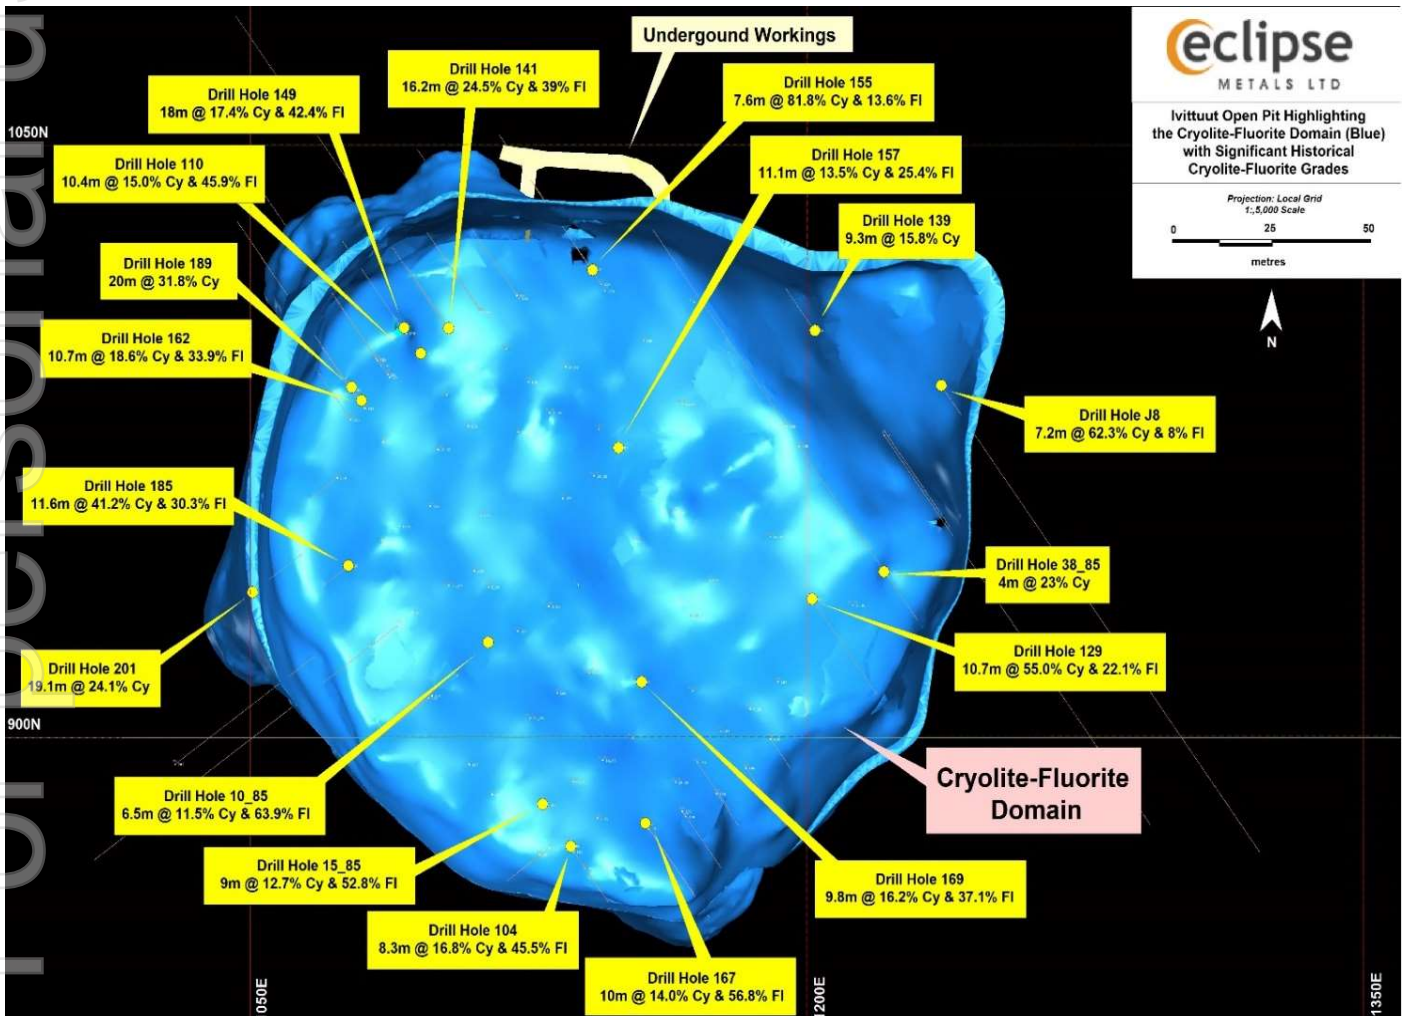 eclipse
METALS LTD
Ivittuut Open Pit Highlighting
the Cryolite-Fluorite Domain (Blue)
with Significant Historical
Cryolite-Fluorite Grades
Projection: Local Grid
1:,5,000 Scale
0 25 50
metres
N
Undergound Workings
Drill Hole 141
16.2m @ 24.5% Cy & 39% Fl
Drill Hole 149
18m @ 17.4% Cy & 42.4% Fl
Drill Hole 155
7.6m @ 81.8% Cy & 13.6% Fl
1050N
Drill Hole 110
10.4m @ 15.0% Cy & 45.9% Fl
Drill Hole 157
11.1m @ 13.5% Cy & 25.4% Fl
Drill Hole 139
9.3m @ 15.8% Cy
Drill Hole 189
20m @ 31.8% Cy
Drill Hole 162
10.7m @ 18.6% Cy & 33.9% Fl
Drill Hole J8
7.2m @ 62.3% Cy & 8% Fl
Drill Hole 185
11.6m @ 41.2% Cy & 30.3% Fl
Drill Hole 38_85
4m @ 23% Cy
Drill Hole 129
10.7m @ 55.0% Cy & 22.1% Fl
Drill Hole 201
19.1m @ 24.1% Cy
900N
Cryolite-Fluorite
Domain
Drill Hole 10_85
6.5m @ 11.5% Cy & 63.9% Fl
Drill Hole 15_85
9m @ 12.7% Cy & 52.8% Fl
Drill Hole 169
9.8m @ 16.2% Cy & 37.1% Fl
Drill Hole 104
8.3m @ 16.8% Cy & 45.5% Fl
Drill Hole 167
10m @ 14.0% Cy & 56.8% Fl
050E
1200E
1350E
or personal us